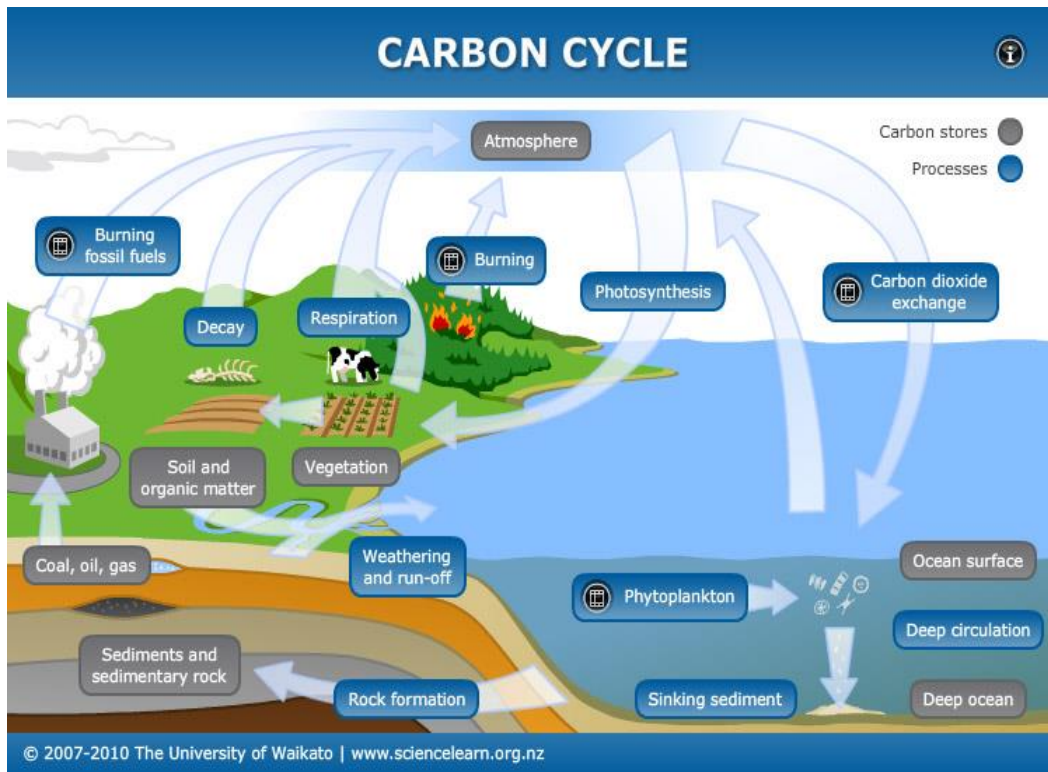 CARBON CYCLE
Atmosphere
Carbon stores
Processes
Burning
fossil fuels
Burning
Carbon dioxide
exchange
Photosynthesis
Decay
Respiration
Soil and
organic matter
Vegetation
Coal, oil, gas
Weathering
and run-off
Ocean surface
Phytoplankton
Deep circulation
Sediments and
sedimentary rock
Rock formation
Sinking sediment
Deep ocean
© 2007-2010 The University of Waikato | www.sciencelearn.org.nz